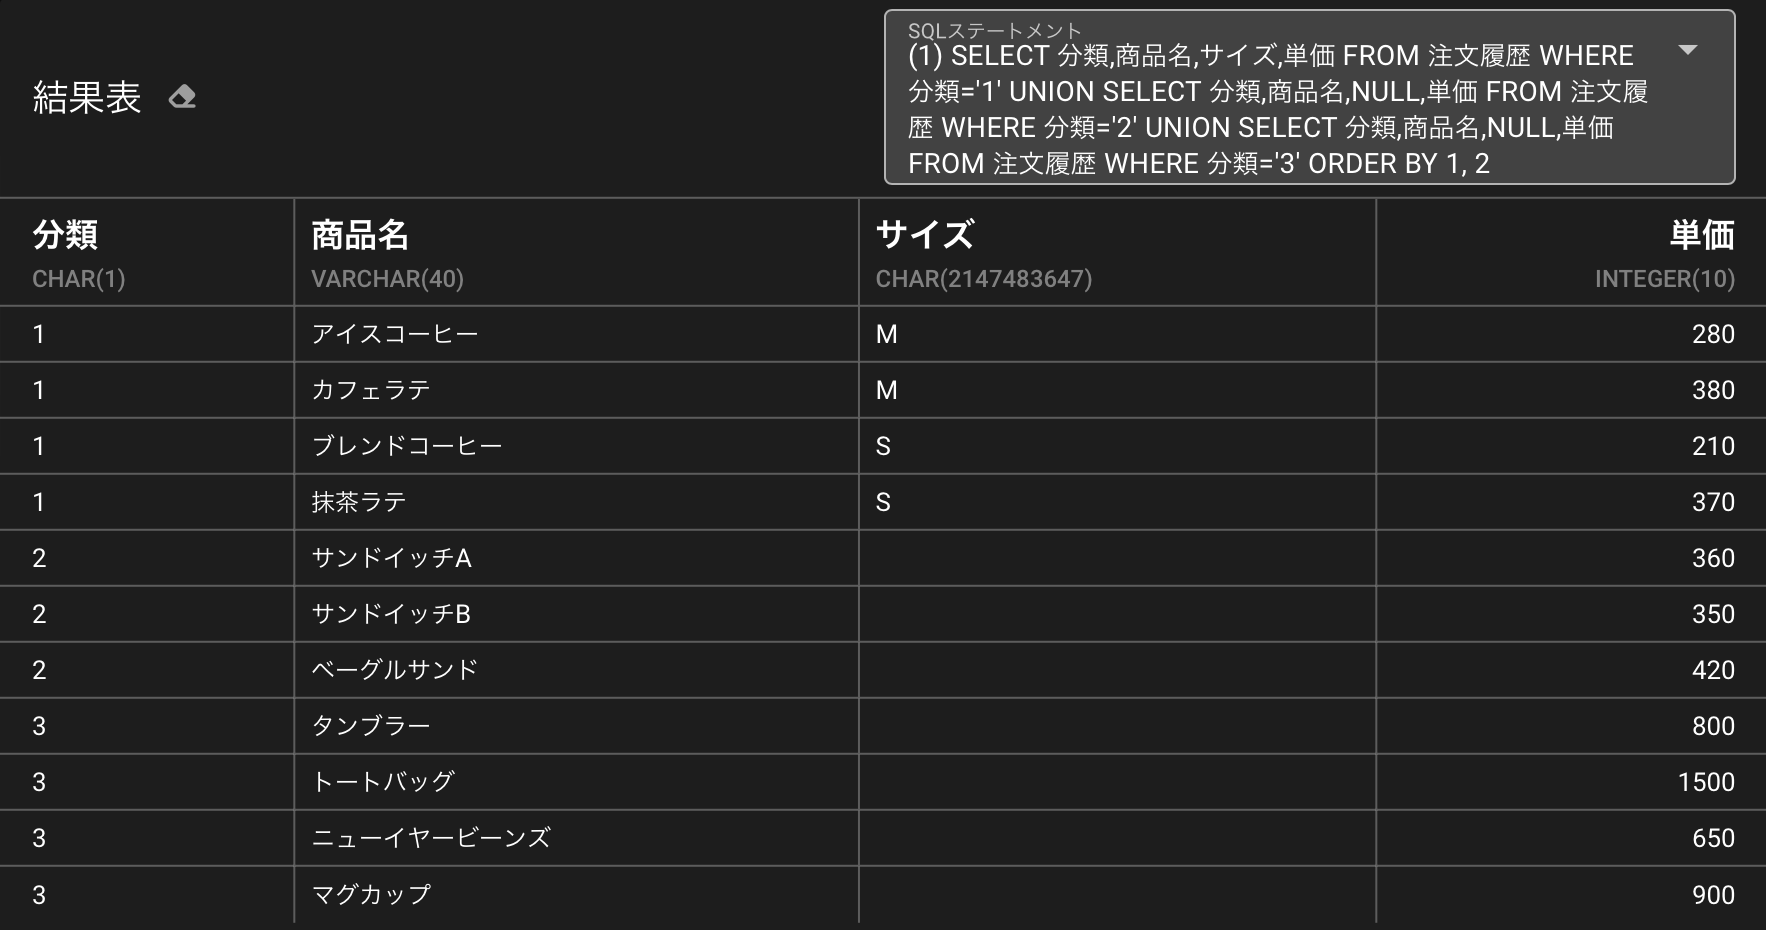 結果表
SQLステートメント
(1) SELECT 分類,商品名,サイズ,単価 FROM 注文履歴 WHERE
分類='1' UNION SELECT 分類,商品名,NULL,単価 FROM 注文履
歴 WHERE 分類='2' UNION SELECT 分類,商品名,NULL,単価
FROM 注文履歴 WHERE 分類='3' ORDER BY 1, 2
分類 商品名 サイズ 単価
CHAR(1) VARCHAR(40) CHAR(2147483647) INTEGER(10)
1 アイスコーヒー M 280
1 カフェラテ M 380
1 ブレンドコーヒー S 210
1 抹茶ラテ S 370
2 サンドイッチA 360
2 サンドイッチB 350
2 ベーグルサンド 420
3 タンブラー 800
3 トートバッグ 1500
3 ニューイヤービーンズ 650
3 マグカップ 900